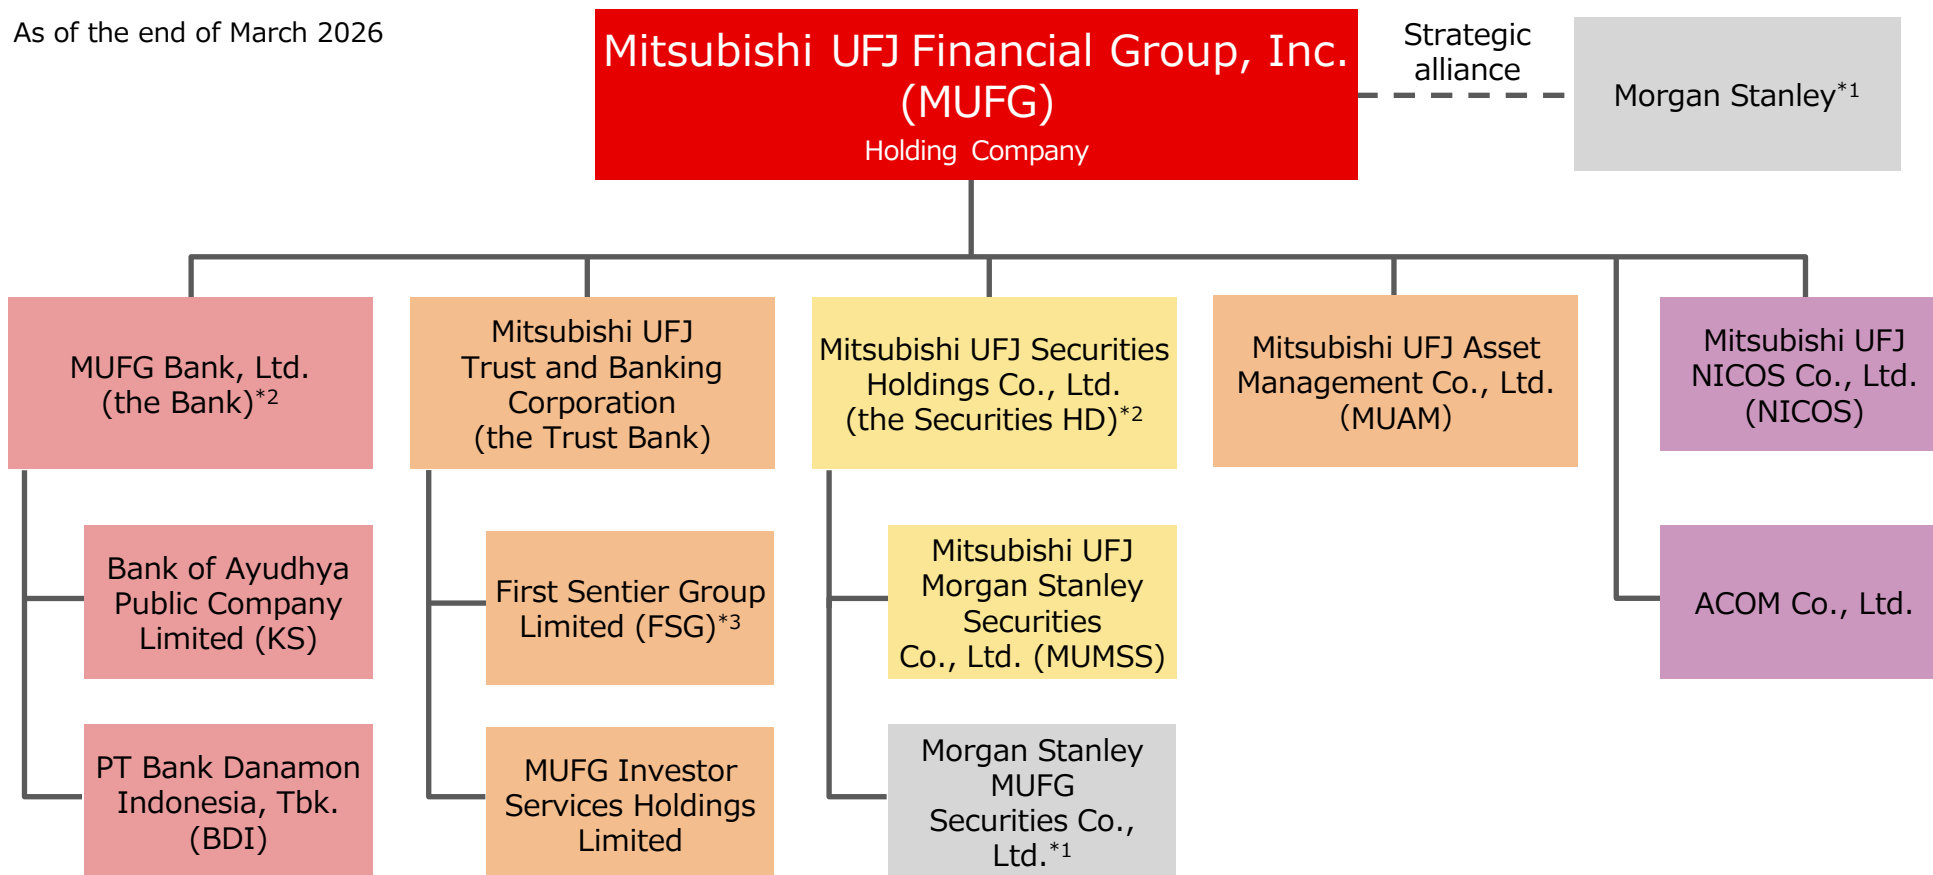 As of the end of March 2026
Mitsubishi UFJ Financial Group, Inc.
(MUFG)
Holding Company
Strategic
alliance
Morgan Stanley*1
MUFG Bank, Ltd.
(the Bank)*2
Mitsubishi UFJ
Trust and Banking
Corporation
(the Trust Bank)
Mitsubishi UFJ Securities
Holdings Co., Ltd.
(the Securities HD)*2
Mitsubishi UFJ Asset
Management Co., Ltd.
(MUAM)
Mitsubishi UFJ
NICOS Co., Ltd.
(NICOS)
Bank of Ayudhya
Public Company
Limited (KS)
First Sentier Group
Limited (FSG)*3
Mitsubishi UFJ
Morgan Stanley
Securities
Co., Ltd. (MUMSS)
ACOM Co., Ltd.
PT Bank Danamon
Indonesia, Tbk.
(BDI)
MUFG Investor
Services Holdings
Limited
Morgan Stanley
MUFG
Securities Co.,
Ltd.*1